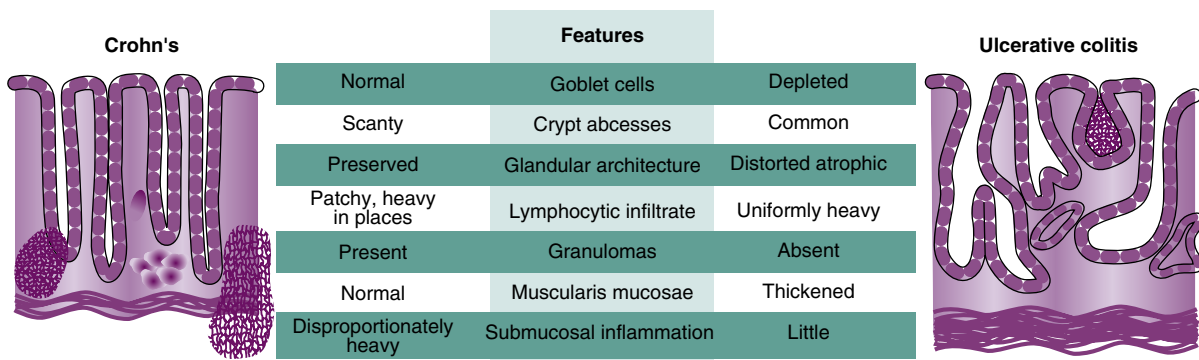 Crohn's
Features
Ulcerative colitis
Normal Goblet cells Depleted
Scanty Crypt abcesses Common
Preserved Glandular architecture Distorted atrophic
Patchy, heavy
in places Lymphocytic infiltrate Uniformly heavy
Present Granulomas Absent
Normal Muscularis mucosae Thickened
Disproportionately
heavy Submucosal inflammation Little